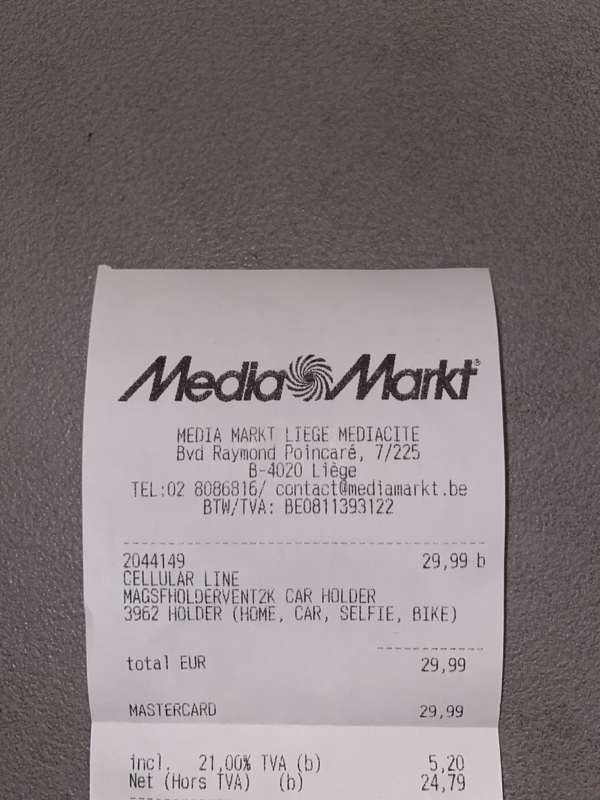 Media Markt®
MEDIA MARKT LIEGE MEDIACITE
Bvd Raymond Poincaré, 7/225
B-4020 Liège
TEL:02 8086816/ contact@mediamarkt.be
BTW/TVA: BE0811393122
2044149 29,99 b
CELLULAR LINE
MAGSFHOLDERVENT2K CAR HOLDER
3962 HOLDER (HOME, CAR, SELFIE, BIKE)
total EUR 29,99
MASTERCARD 29,99
incl. 21,00% TVA (b) 5,20
Net (Hors TVA) (b) 24,79